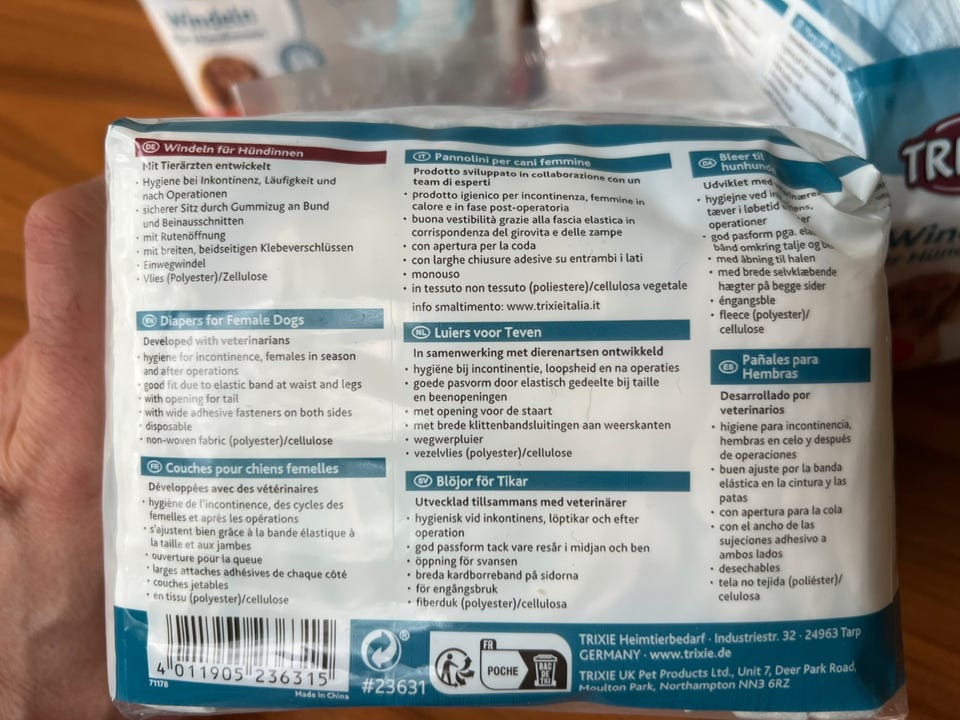 Windeln
TRI
DE Windeln für Hündinnen
Mit Tierärzten entwickelt
· Hygiene bei Inkontinenz, Läufigkeit und
nach Operationen
· sicherer Sitz durch Gummizug an Bund
und Beinausschnitten
· mit Rutenöffnung
· mit breiten, beidseitigen Klebeverschlüssen
· Einwegwindel
· Vlies (Polyester)/Zellulose
EN Diapers for Female Dogs
Developed with veterinarians
· hygiene for incontinence, females in season
and after operations
· good fit due to elastic band at waist and legs
· with opening for tail
· with wide adhesive fasteners on both sides
· disposable
· non-woven fabric (polyester)/cellulose
FR Couches pour chiens femelles
Développées avec des vétérinaires
· hygiène de l'incontinence, des cycles des
femelles et après les opérations
· s'ajustent bien grâce à la bande élastique à
la taille et aux jambes
· ouverture pour la queue
· larges attaches adhésives de chaque côté
· couches jetables
· en tissu (polyester)/cellulose
IT Pannolini per cani femmine
Prodotto sviluppato in collaborazione con un
team di esperti
· prodotto igienico per incontinenza, femmine in
calore e in fase post-operatoria
· buona vestibilità grazie alla fascia elastica in
corrispondenza del girovita e delle zampe
· con apertura per la coda
· con larghe chiusure adesive su entrambi i lati
· monouso
· in tessuto non tessuto (poliestere)/cellulosa vegetale
info smaltimento: www.trixieitalia.it
NL Luiers voor Teven
In samenwerking met dierenartsen ontwikkeld
· hygiëne bij incontinentie, loopsheid en na operaties
· goede pasvorm door elastisch gedeelte bij taille
en beenopeningen
· met opening voor de staart
· met brede klittenbandsluitingen aan weerskanten
· wegwerpluier
· vezelvlies (polyester)/cellulose
SV Blöjor för Tikar
Utvecklad tillsammans med veterinärer
· hygienisk vid inkontinens, löptikar och efter
operation
· god passform tack vare resår i midjan och ben
· öppning för svansen
· breda kardborreband på sidorna
· för engångsbruk
· fiberduk (polyester)/cellulosa
DA Bleer til
hunhund
Udviklet med
· hygiejne ved
tæver i løbetid
operationer
· god pasform pga.
bånd omkring talje og
· med åbning til halen
· med brede selvklæbende
hægter på begge sider
· éngangsble
· fleece (polyester)/
cellulose
ES Pañales para
Hembras
Desarrollado por
veterinarios
· higiene para incontinencia,
hembras en celo y después
de operaciones
· buen ajuste por la banda
elástica en la cintura y las
patas
· con apertura para la cola
· con el ancho de las
sujeciones adhesivo a
ambos lados
· desechables
· tela no tejida (poliéster)/
celulosa
4 011905 236315
71178
Made in China
#23631
FR
POCHE
BAC
DE
TRI
TRIXIE Heimtierbedarf · Industriestr. 32 · 24963 Tarp
GERMANY · www.trixie.de
TRIXIE UK Pet Products Ltd., Unit 7, Deer Park Road,
Moulton Park, Northampton NN3 6RZ